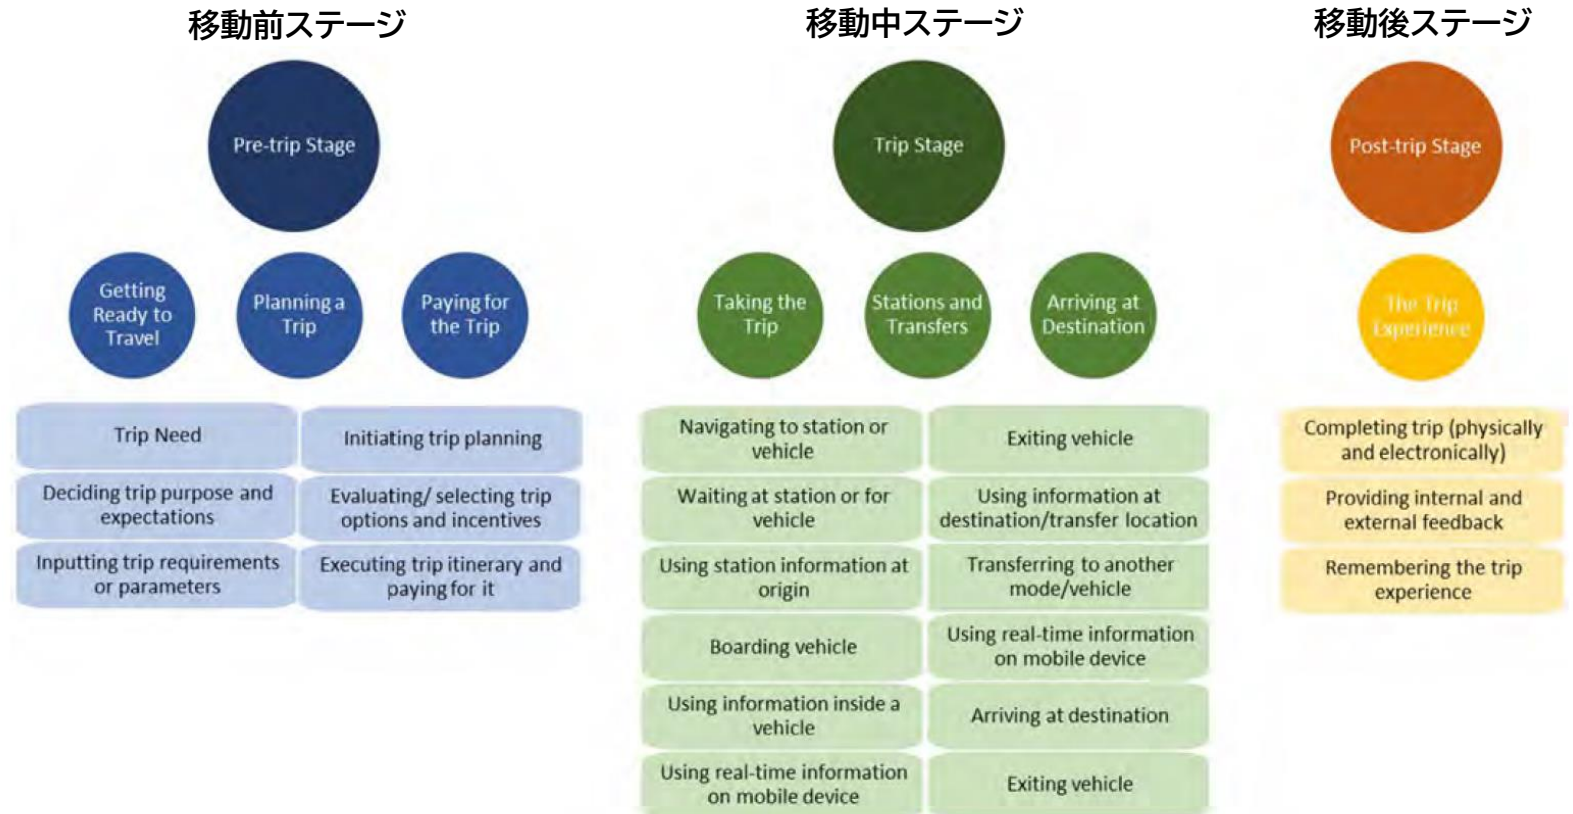 移動前ステージ
移動中ステージ
移動後ステージ
Pre-trip Stage
Trip Stage
Post-trip Stage
Getting
Ready to
Travel
Planning a
Trip
Paying for
the Trip
Taking the
Trip
Stations and
Transfers
Arriving at
Destination
The Trip
Experience
Trip Need
Initiating trip planning
Deciding trip purpose and
expectations
Evaluating/ selecting trip
options and incentives
Inputting trip requirements
or parameters
Executing trip itinerary and
paying for it
Navigating to station or
vehicle
Exiting vehicle
Waiting at station or for
vehicle
Using information at
destination/transfer location
Using station information at
origin
Transferring to another
mode/vehicle
Boarding vehicle
Using real-time information
on mobile device
Using information inside a
vehicle
Arriving at destination
Using real-time information
on mobile device
Exiting vehicle
Completing trip (physically
and electronically)
Providing internal and
external feedback
Remembering the trip
experience